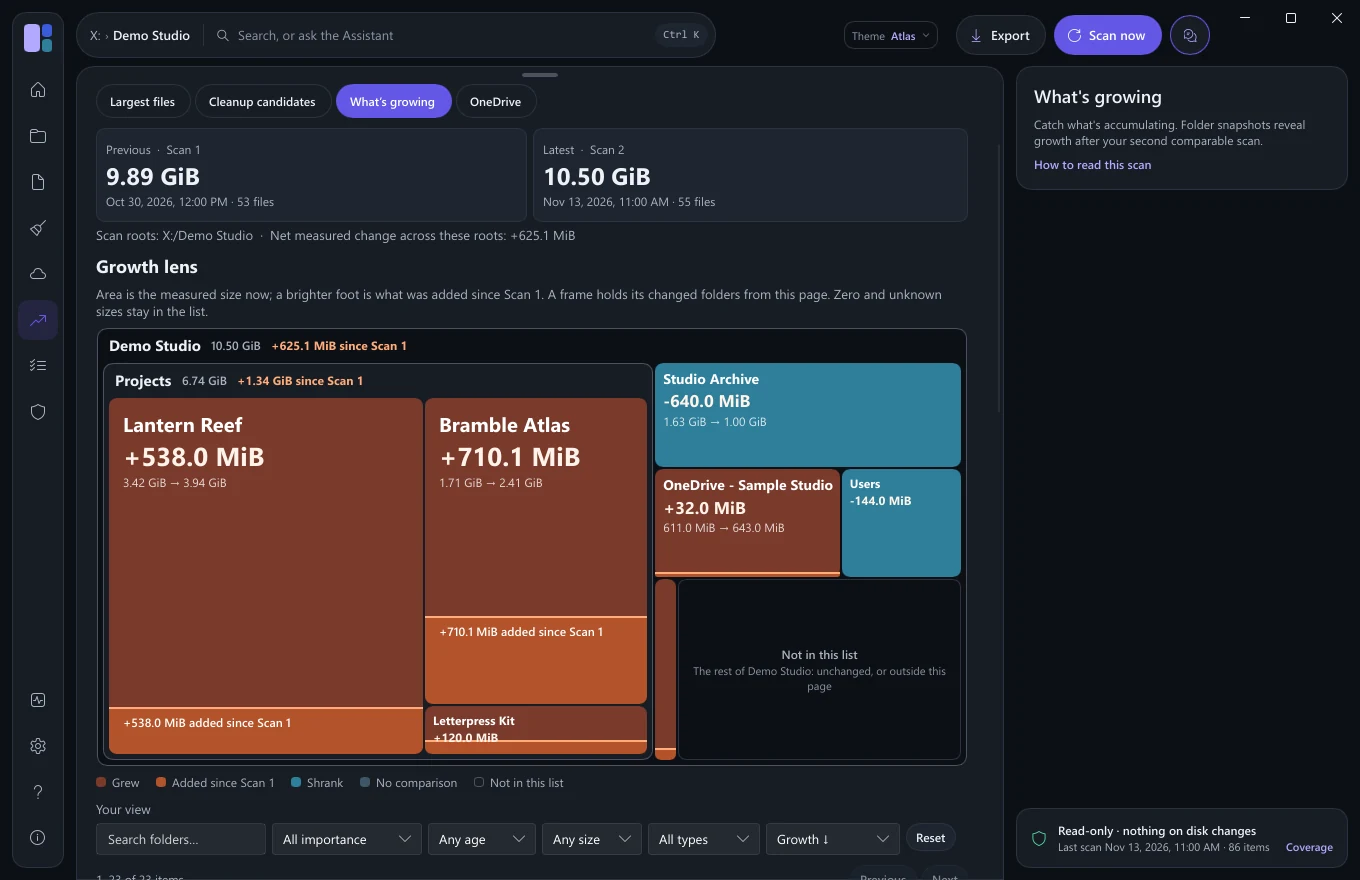 X: › Demo Studio
Search, or ask the Assistant
Ctrl K
Theme Atlas
Export
Scan now
Largest files
Cleanup candidates
What's growing
OneDrive
Previous · Scan 1
9.89 GiB
Oct 30, 2026, 12:00 PM · 53 files
Latest · Scan 2
10.50 GiB
Nov 13, 2026, 11:00 AM · 55 files
Scan roots: X:/Demo Studio · Net measured change across these roots: +625.1 MiB
Growth lens
Area is the measured size now; a brighter foot is what was added since Scan 1. A frame holds its changed folders from this page. Zero and unknown
sizes stay in the list.
Demo Studio 10.50 GiB +625.1 MiB since Scan 1
Projects 6.74 GiB +1.34 GiB since Scan 1
Lantern Reef
+538.0 MiB
3.42 GiB → 3.94 GiB
+538.0 MiB added since Scan 1
Bramble Atlas
+710.1 MiB
1.71 GiB → 2.41 GiB
+710.1 MiB added since Scan 1
Letterpress Kit
+120.0 MiB
Studio Archive
-640.0 MiB
1.63 GiB → 1.00 GiB
OneDrive - Sample Studio
+32.0 MiB
611.0 MiB → 643.0 MiB
Users
-144.0 MiB
Not in this list
The rest of Demo Studio: unchanged, or outside this
page
Grew
Added since Scan 1
Shrank
No comparison
Not in this list
Your view
Search folders...
All importance
Any age
Any size
All types
Growth ↓
Reset
1-23 of 23 items
Previous
Next
What's growing
Catch what's accumulating. Folder snapshots reveal
growth after your second comparable scan.
How to read this scan
Read-only · nothing on disk changes
Last scan Nov 13, 2026, 11:00 AM · 86 items
Coverage